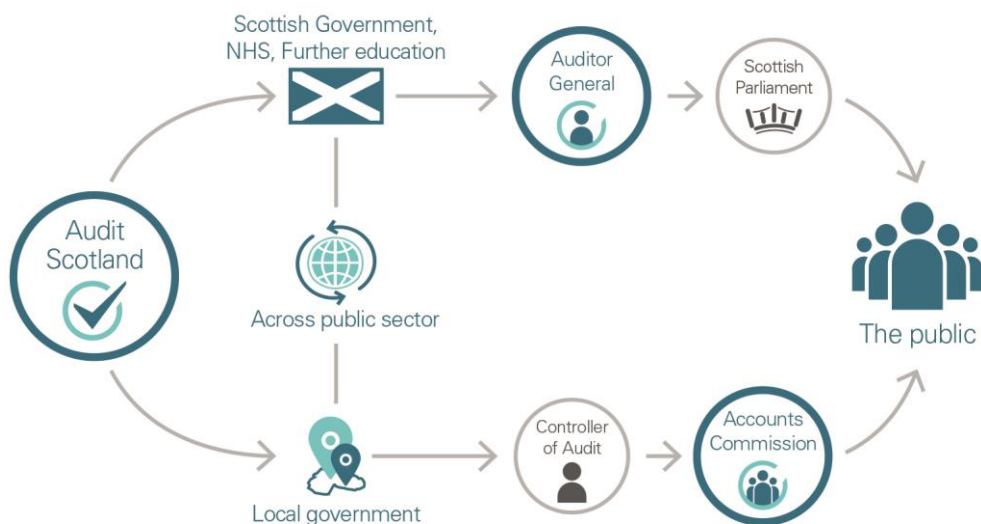 Scottish Government,
NHS, Further education
Auditor
General
Scottish
Parliament
Audit
Scotland
Across public sector
The public
Controller
of Audit
Accounts
Commission
Local government